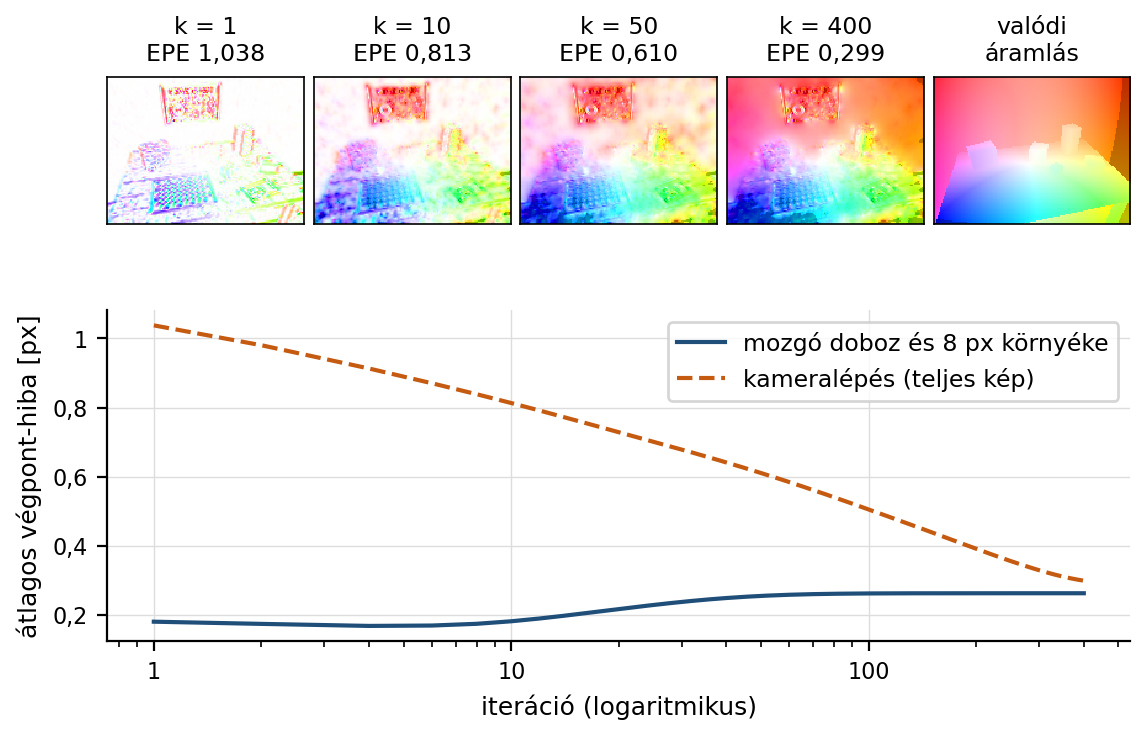 k = 1
EPE 1,038
k = 10
EPE 0,813
k = 50
EPE 0,610
k = 400
EPE 0,299
valódi
áramlás
átlagos végpont-hiba [px]
1
0,8
0,6
0,4
0,2
mozgó doboz és 8 px környéke
kameralépés (teljes kép)
1
10
100
iteráció (logaritmikus)